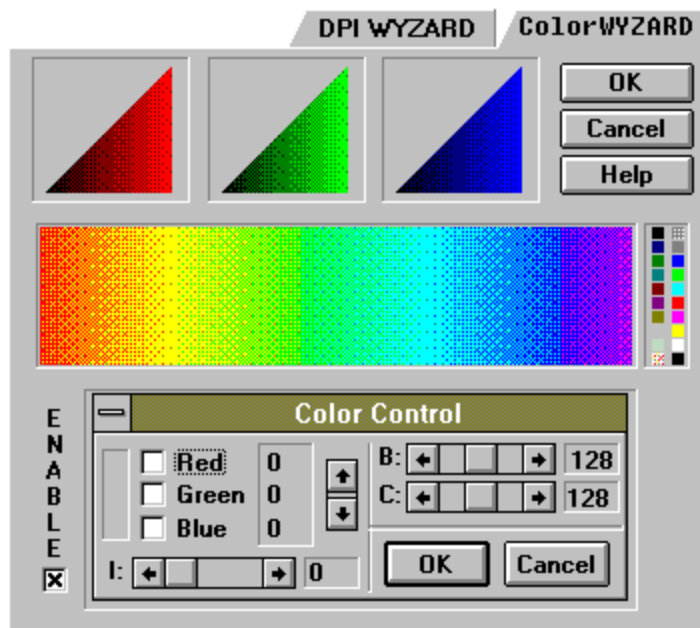 DPI WYZARD
ColorWYZARD
OK
Cancel
Help
ENABLE
Color Control
Red 0
Green 0
Blue 0
I: 0
B: 128
C: 128
OK
Cancel